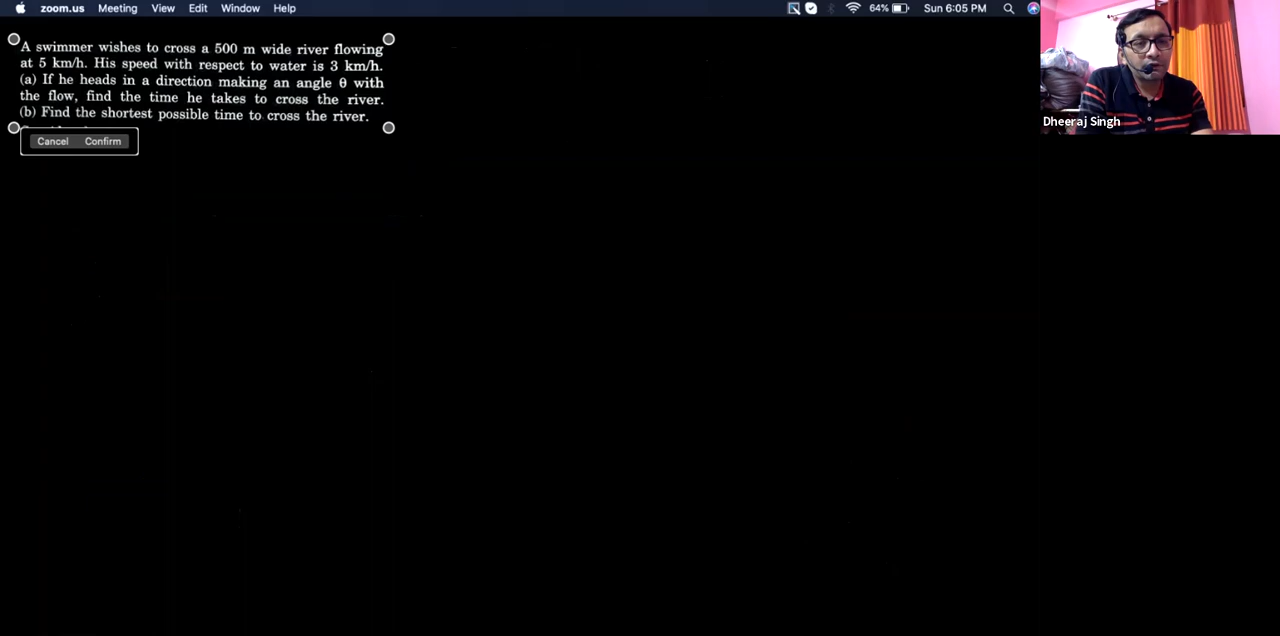 zoom.us Meeting View Edit Window Help 64% Sun 6:05 PM
A swimmer wishes to cross a 500 m wide river flowing
at 5 km/h. His speed with respect to water is 3 km/h.
(a) If he heads in a direction making an angle θ with
the flow, find the time he takes to cross the river.
(b) Find the shortest possible time to cross the river.
Cancel Confirm
Dheeraj Singh